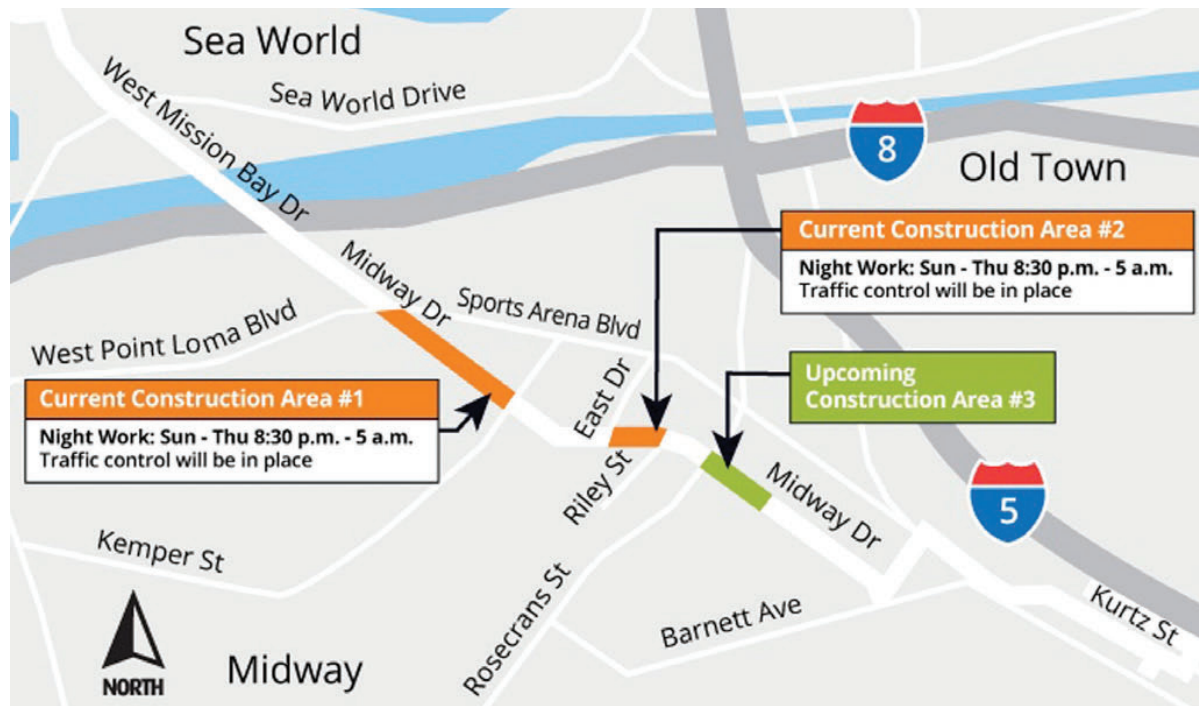 Sea World
Sea World Drive
West Mission Bay Dr
8
Old Town
Current Construction Area #2
Night Work: Sun - Thu 8:30 p.m. - 5 a.m.
Traffic control will be in place
Midway Dr
Sports Arena Blvd
West Point Loma Blvd
Upcoming
Construction Area #3
East Dr
Current Construction Area #1
Night Work: Sun - Thu 8:30 p.m. - 5 a.m.
Traffic control will be in place
Riley St
Midway Dr
5
Kemper St
Rosecrans St
Barnett Ave
Kurtz St
NORTH
Midway